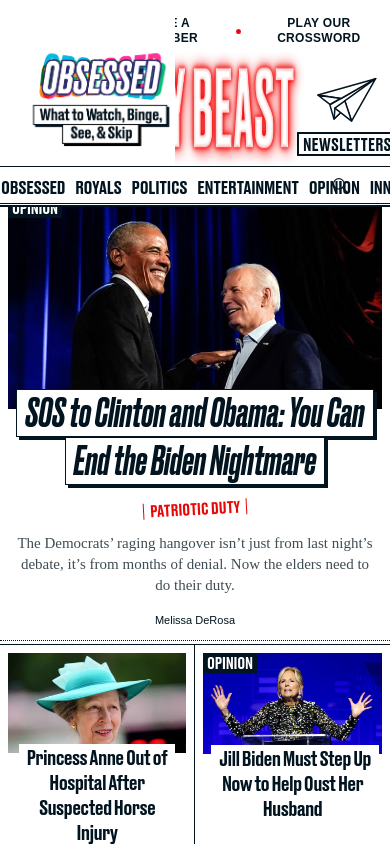 E A
BER
PLAY OUR
CROSSWORD
OBSESSED
What to Watch, Binge,
See, & Skip
Y BEAST
NEWSLETTERS
OBSESSED ROYALS POLITICS ENTERTAINMENT OPINION INN
OPINION
SOS to Clinton and Obama: You Can
End the Biden Nightmare
PATRIOTIC DUTY
The Democrats’ raging hangover isn’t just from last night’s
debate, it’s from months of denial. Now the elders need to
do their duty.
Melissa DeRosa
Princess Anne Out of
Hospital After
Suspected Horse
Injury
OPINION
Jill Biden Must Step Up
Now to Help Oust Her
Husband